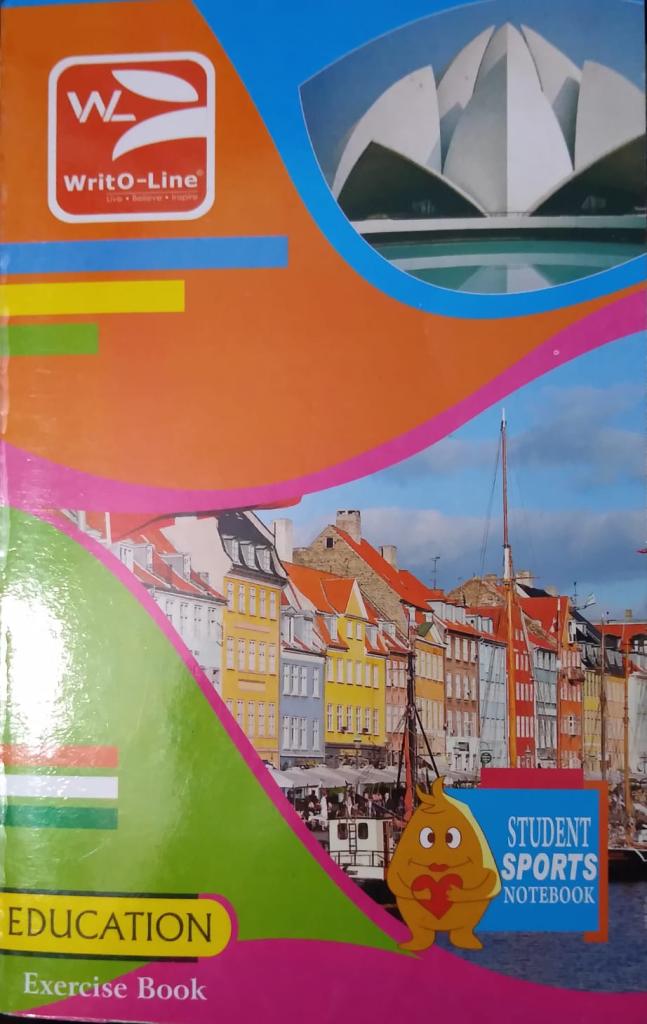 WL
WritO-Line®
Live • Believe • Inspire
STUDENT
SPORTS
NOTEBOOK
EDUCATION
Exercise Book